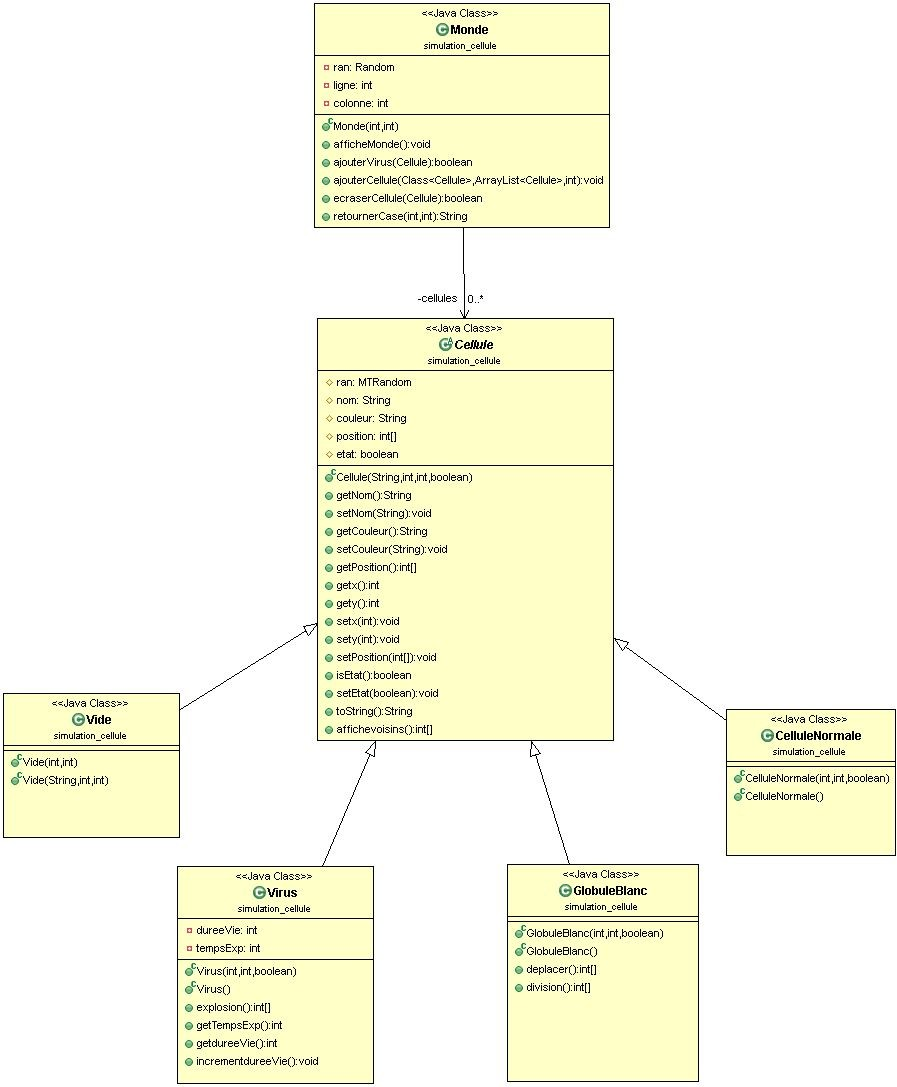 <<Java Class>>
Monde
simulation_cellule
ran: Random
ligne: int
colonne: int
Monde(int,int)
afficheMonde():void
ajouterVirus(Cellule):boolean
ajouterCellule(Class<Cellule>,ArrayList<Cellule>,int):void
ecraserCellule(Cellule):boolean
retournerCase(int,int):String
-cellules 0..*
<<Java Class>>
Cellule
simulation_cellule
ran: MTRandom
nom: String
couleur: String
position: int[]
etat: boolean
Cellule(String,int,int,boolean)
getNom():String
setNom(String):void
getCouleur():String
setCouleur(String):void
getPosition():int[]
getx():int
gety():int
setx(int):void
sety(int):void
setPosition(int[]):void
isEtat():boolean
setEtat(boolean):void
toString():String
affichevoisins():int[]
<<Java Class>>
Vide
simulation_cellule
Vide(int,int)
Vide(String,int,int)
<<Java Class>>
CelluleNormale
simulation_cellule
CelluleNormale(int,int,boolean)
CelluleNormale()
<<Java Class>>
Virus
simulation_cellule
dureeVie: int
tempsExp: int
Virus(int,int,boolean)
Virus()
explosion():int[]
getTempsExp():int
getdureeVie():int
incrementdureeVie():void
<<Java Class>>
GlobuleBlanc
simulation_cellule
GlobuleBlanc(int,int,boolean)
GlobuleBlanc()
deplacer():int[]
division():int[]